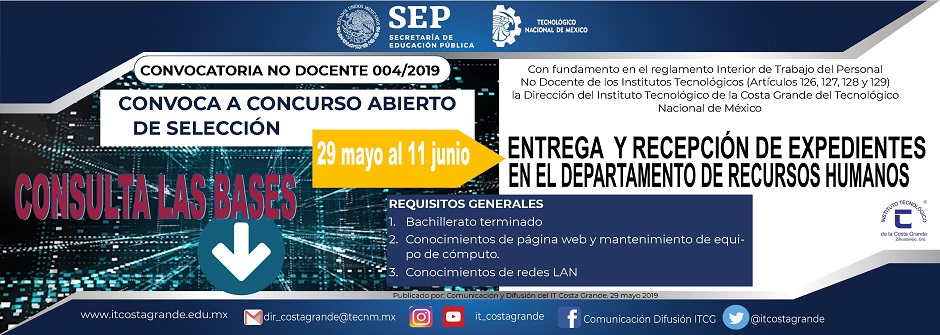 SEP
SECRETARÍA DE
EDUCACIÓN PÚBLICA
TECNOLÓGICO
NACIONAL DE MÉXICO
CONVOCATORIA NO DOCENTE 004/2019
CONVOCA A CONCURSO ABIERTO
DE SELECCIÓN
Con fundamento en el reglamento Interior de Trabajo del Personal
No Docente de los Institutos Tecnológicos (Artículos 126, 127, 128 y 129)
la Dirección del Instituto Tecnológico de la Costa Grande del Tecnológico
Nacional de México
29 mayo al 11 junio
ENTREGA Y RECEPCIÓN DE EXPEDIENTES
EN EL DEPARTAMENTO DE RECURSOS HUMANOS
CONSULTA LAS BASES
REQUISITOS GENERALES
1. Bachillerato terminado
2. Conocimientos de página web y mantenimiento de equi-
po de cómputo.
3. Conocimientos de redes LAN
INSTITUTO TECNOLÓGICO
®
de la Costa Grande
Zihuatanejo, Gro.
Publicado por: Comunicación y Difusión del IT Costa Grande. 29 mayo 2019
www.itcostagrande.edu.mx
dir_costagrande@tecnm.mx
it_costagrande
Comunicación Difusión ITCG
@itcostagrande